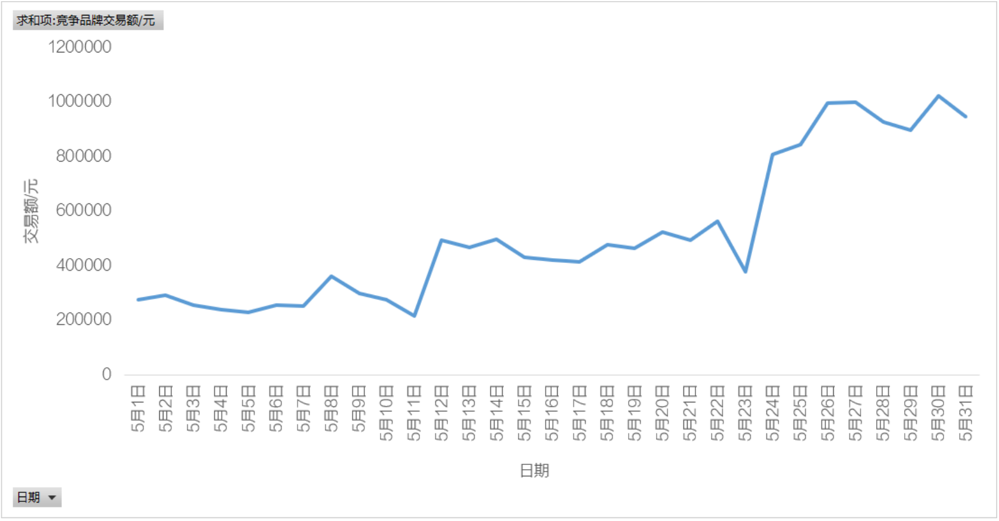 求和项:竞争品牌交易额/元
1200000
1000000
800000
600000
400000
200000
0
交易额/元
5月1日
5月2日
5月3日
5月4日
5月5日
5月6日
5月7日
5月8日
5月9日
5月10日
5月11日
5月12日
5月13日
5月14日
5月15日
5月16日
5月17日
5月18日
5月19日
5月20日
5月21日
5月22日
5月23日
5月24日
5月25日
5月26日
5月27日
5月28日
5月29日
5月30日
5月31日
日期
日期